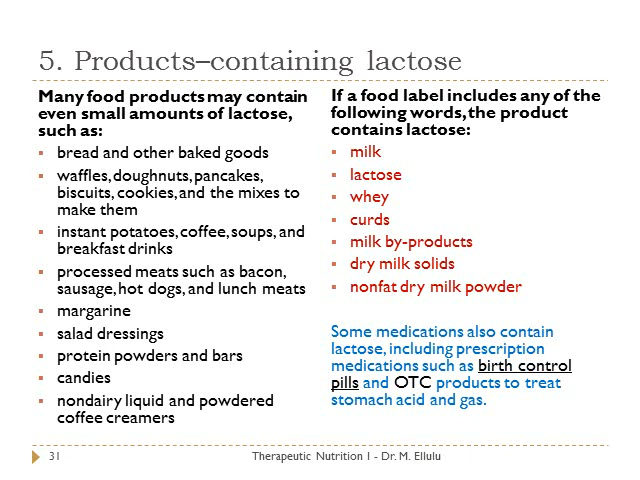 5. Products–containing lactose
Many food products may contain
even small amounts of lactose,
such as:
▪ bread and other baked goods
▪ waffles, doughnuts, pancakes,
biscuits, cookies, and the mixes to
make them
▪ instant potatoes, coffee, soups, and
breakfast drinks
▪ processed meats such as bacon,
sausage, hot dogs, and lunch meats
▪ margarine
▪ salad dressings
▪ protein powders and bars
▪ candies
▪ nondairy liquid and powdered
coffee creamers
If a food label includes any of the
following words, the product
contains lactose:
▪ milk
▪ lactose
▪ whey
▪ curds
▪ milk by-products
▪ dry milk solids
▪ nonfat dry milk powder
Some medications also contain
lactose, including prescription
medications such as birth control
pills and OTC products to treat
stomach acid and gas.
31
Therapeutic Nutrition I - Dr. M. Ellulu